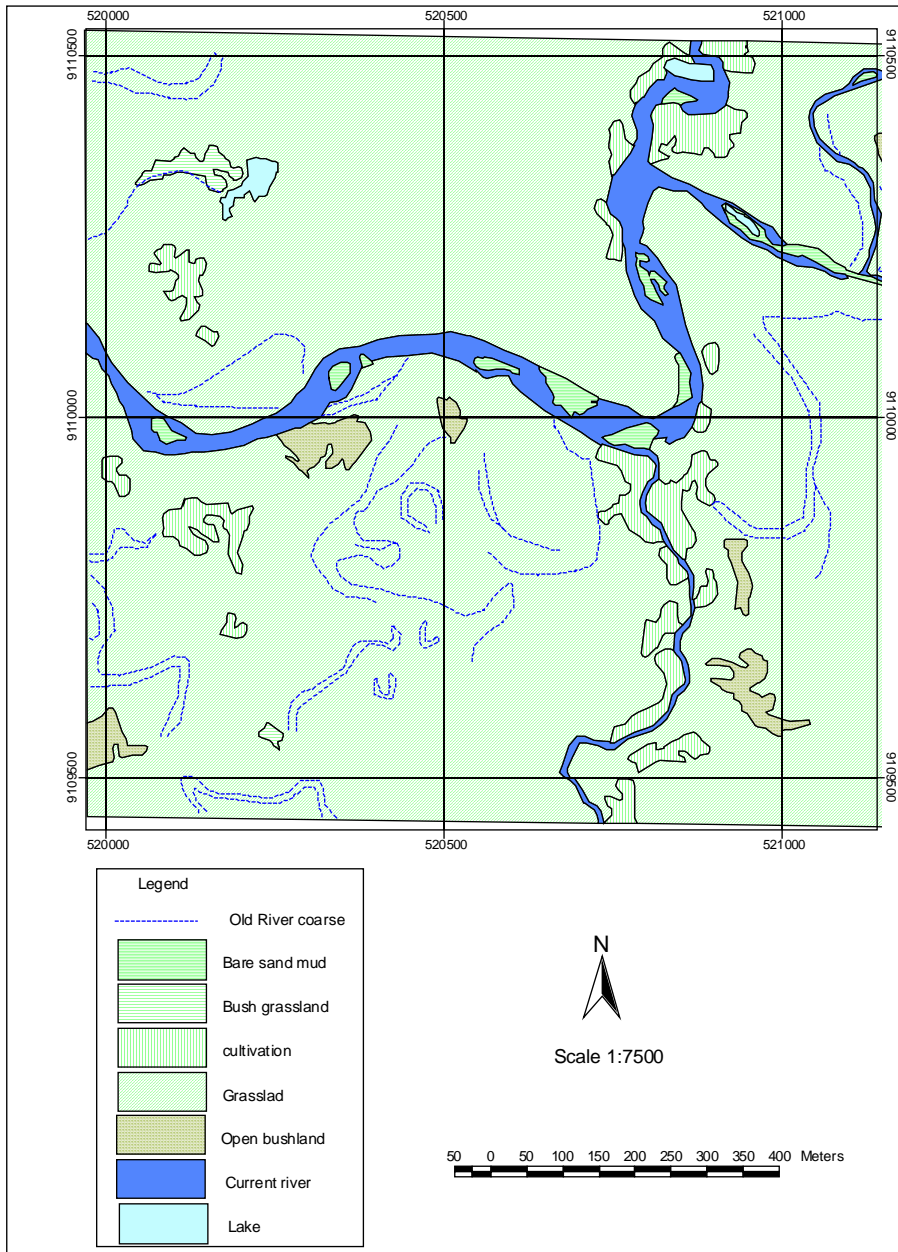 520000 520500 521000
9110500 9110500
9110000 9110000
9109500 9109500
520000 520500 521000
Legend
Old River coarse
Bare sand mud
Bush grassland
cultivation
Grasslad
Open bushland
Current river
Lake
N
Scale 1:7500
50 0 50 100 150 200 250 300 350 400 Meters